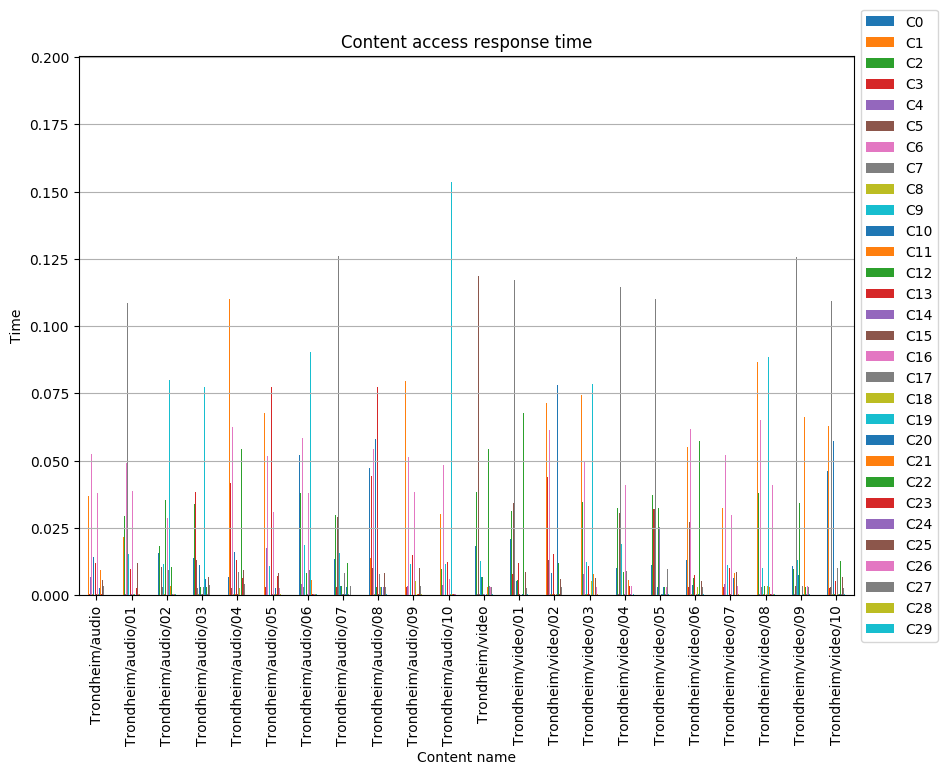 Content access response time
Time
0.200
0.175
0.150
0.125
0.100
0.075
0.050
0.025
0.000
Trondheim/audio
Trondheim/audio/01
Trondheim/audio/02
Trondheim/audio/03
Trondheim/audio/04
Trondheim/audio/05
Trondheim/audio/06
Trondheim/audio/07
Trondheim/audio/08
Trondheim/audio/09
Trondheim/audio/10
Trondheim/video
Trondheim/video/01
Trondheim/video/02
Trondheim/video/03
Trondheim/video/04
Trondheim/video/05
Trondheim/video/06
Trondheim/video/07
Trondheim/video/08
Trondheim/video/09
Trondheim/video/10
Content name
C0
C1
C2
C3
C4
C5
C6
C7
C8
C9
C10
C11
C12
C13
C14
C15
C16
C17
C18
C19
C20
C21
C22
C23
C24
C25
C26
C27
C28
C29